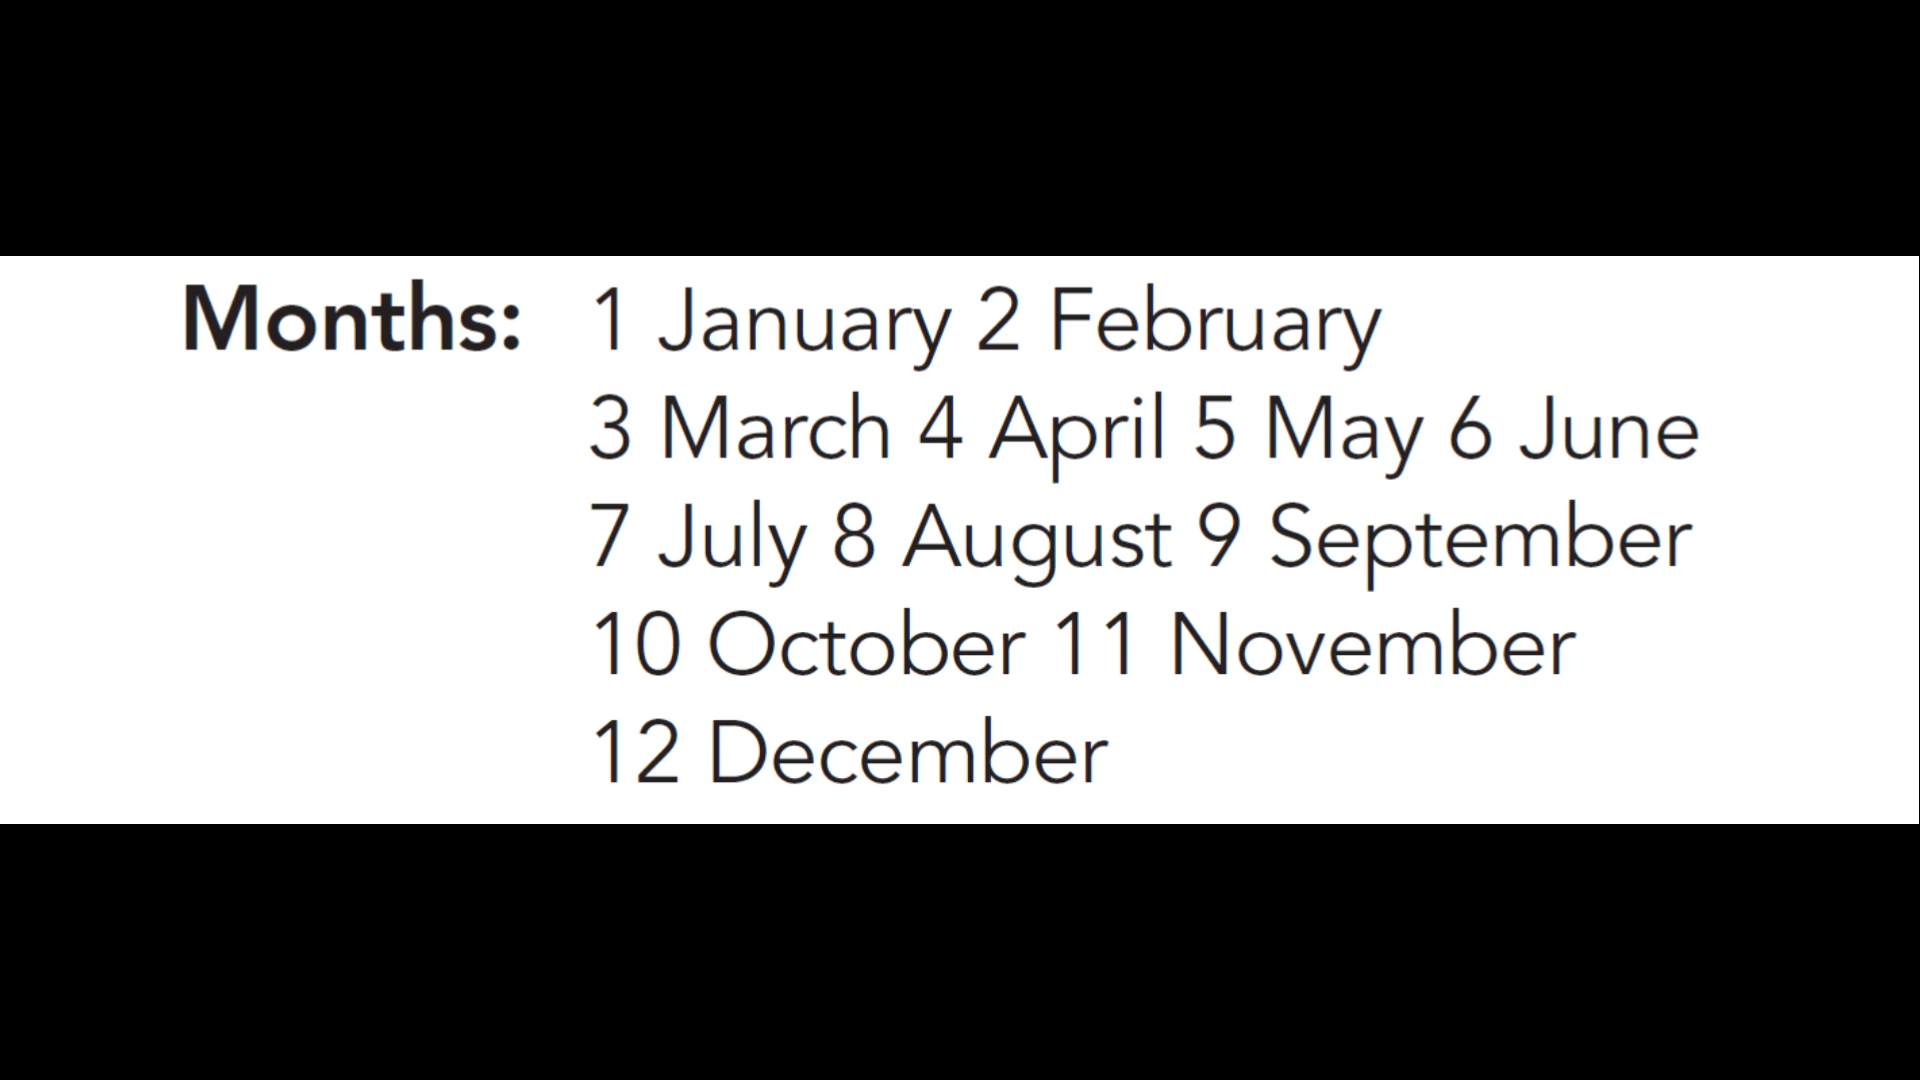 Months: 1 January 2 February
3 March 4 April 5 May 6 June
7 July 8 August 9 September
10 October 11 November
12 December